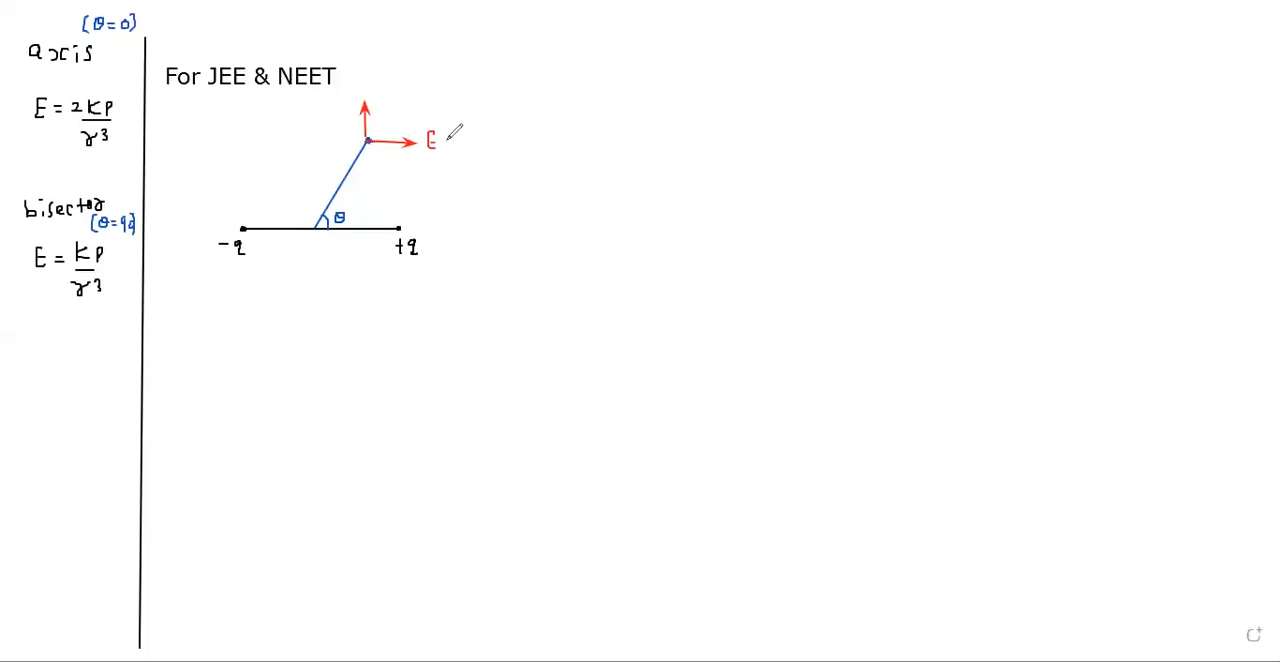 [θ=0]
axis
E = 2kp
r³
bisector
[θ=90]
E = kp
r³
For JEE & NEET
E
θ
-q
+q